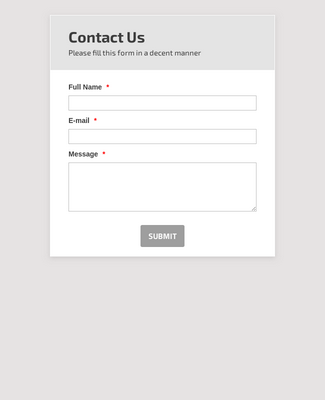 Contact Us
Please fill this form in a decent manner
Full Name *
E-mail *
Message *
SUBMIT